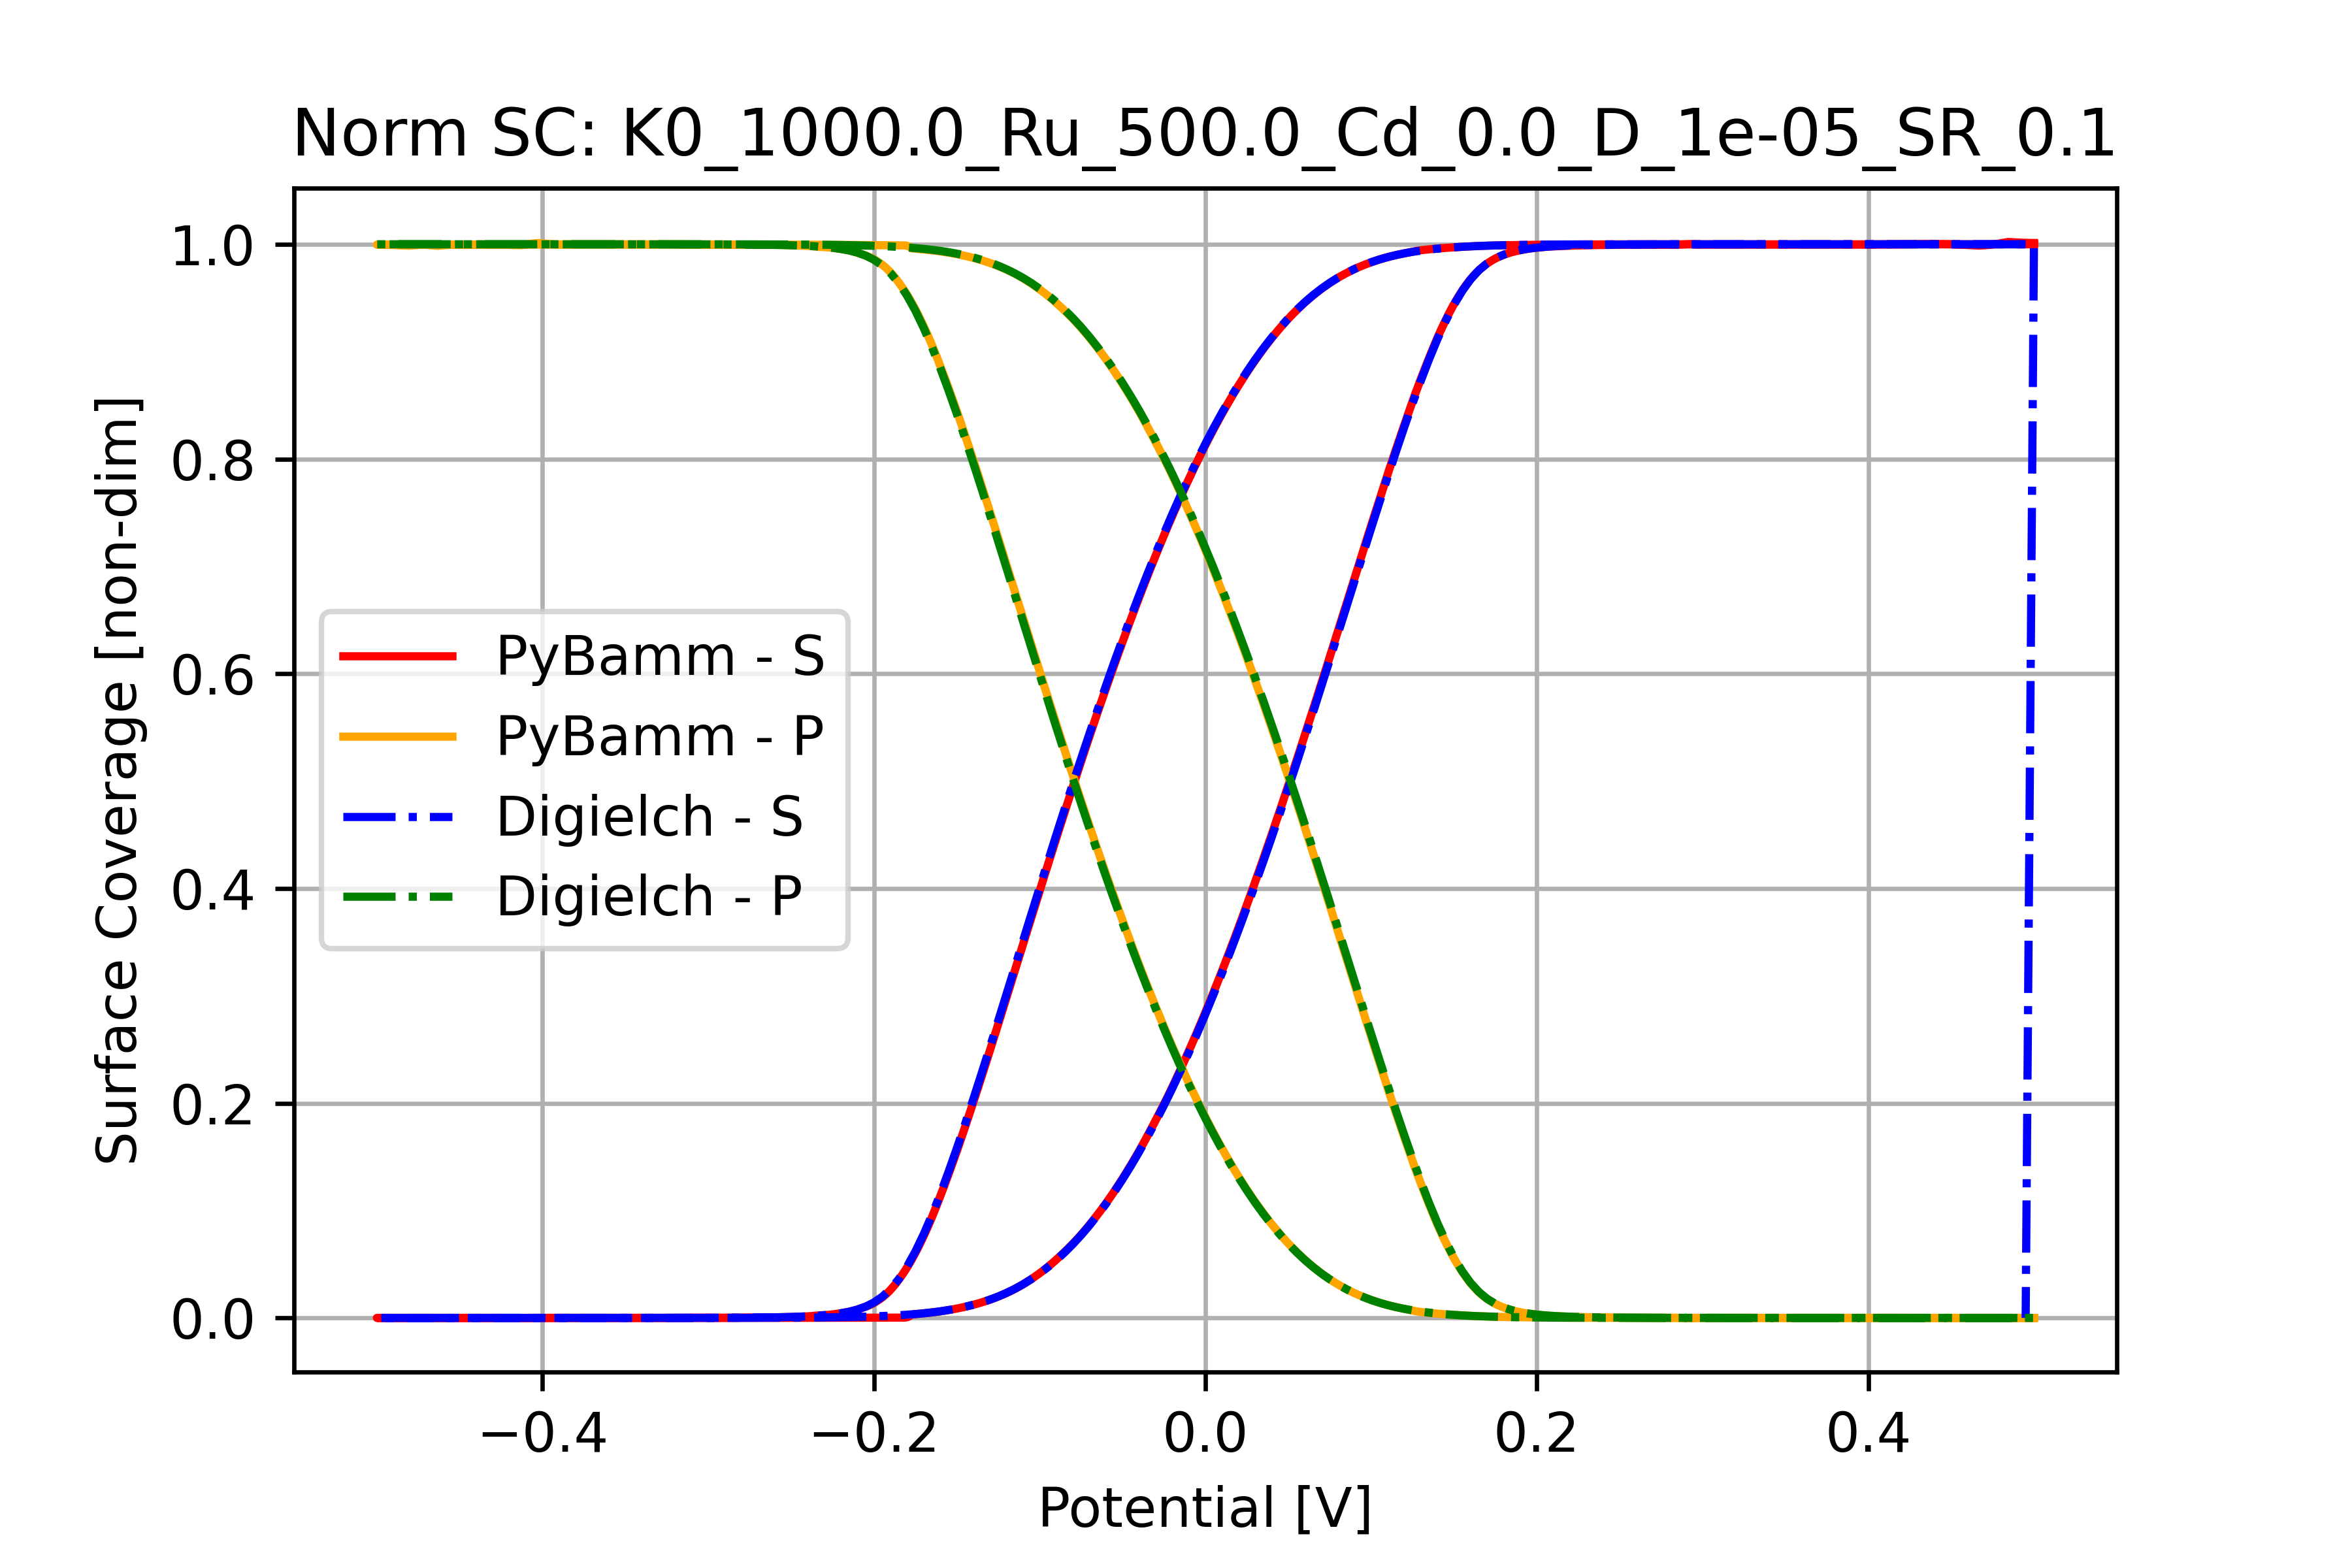 Norm SC: K0_1000.0_Ru_500.0_Cd_0.0_D_1e-05_SR_0.1
Surface Coverage [non-dim]
1.0
0.8
0.6
0.4
0.2
0.0
PyBamm - S
PyBamm - P
Digielch - S
Digielch - P
−0.4
−0.2
0.0
0.2
0.4
Potential [V]